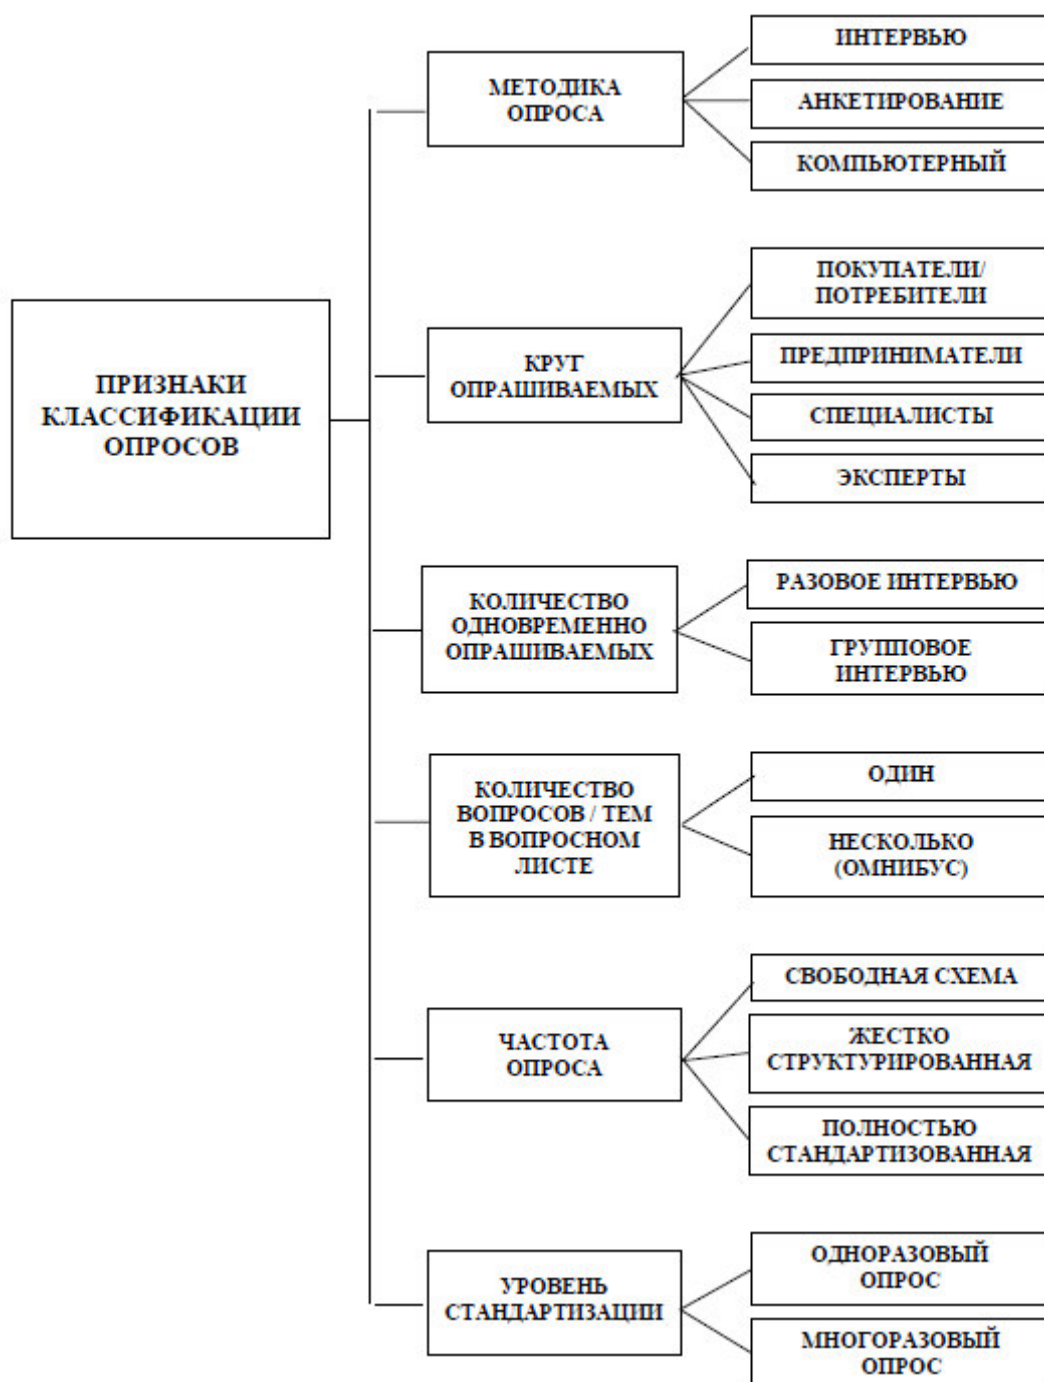 ПРИЗНАКИ
КЛАССИФИКАЦИИ
ОПРОСОВ
МЕТОДИКА
ОПРОСА
ИНТЕРВЬЮ
АНКЕТИРОВАНИЕ
КОМПЬЮТЕРНЫЙ
КРУГ
ОПРАШИВАЕМЫХ
ПОКУПАТЕЛИ/
ПОТРЕБИТЕЛИ
ПРЕДПРИНИМАТЕЛИ
СПЕЦИАЛИСТЫ
ЭКСПЕРТЫ
КОЛИЧЕСТВО
ОДНОВРЕМЕННО
ОПРАШИВАЕМЫХ
РАЗОВОЕ ИНТЕРВЬЮ
ГРУППОВОЕ
ИНТЕРВЬЮ
КОЛИЧЕСТВО
ВОПРОСОВ / ТЕМ
В ВОПРОСНОМ
ЛИСТЕ
ОДИН
НЕСКОЛЬКО
(ОМНИБУС)
ЧАСТОТА
ОПРОСА
СВОБОДНАЯ СХЕМА
ЖЕСТКО
СТРУКТУРИРОВАННАЯ
ПОЛНОСТЬЮ
СТАНДАРТИЗОВАННАЯ
УРОВЕНЬ
СТАНДАРТИЗАЦИИ
ОДНОРАЗОВЫЙ
ОПРОС
МНОГОРАЗОВЫЙ
ОПРОС